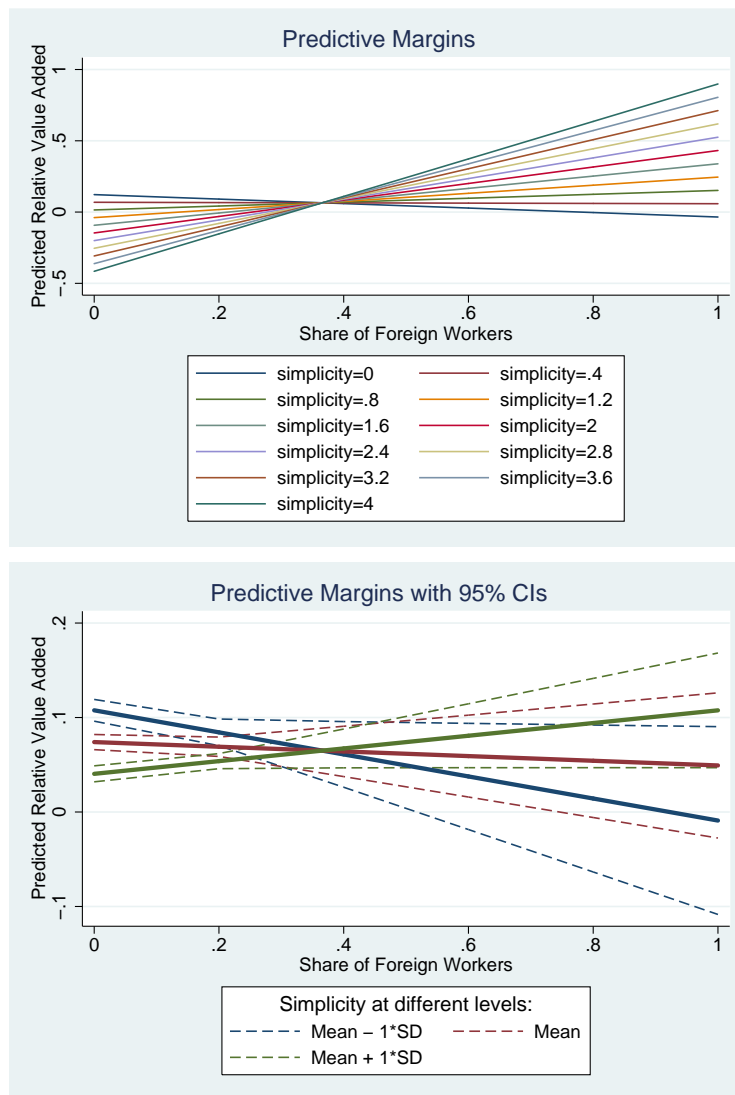 Predictive Margins
Predicted Relative Value Added
1
.5
0
−.5
0 .2 .4 .6 .8 1
Share of Foreign Workers
simplicity=0 simplicity=.4
simplicity=.8 simplicity=1.2
simplicity=1.6 simplicity=2
simplicity=2.4 simplicity=2.8
simplicity=3.2 simplicity=3.6
simplicity=4
Predictive Margins with 95% CIs
Predicted Relative Value Added
.2
.1
0
−.1
0 .2 .4 .6 .8 1
Share of Foreign Workers
Simplicity at different levels:
Mean − 1*SD Mean
Mean + 1*SD